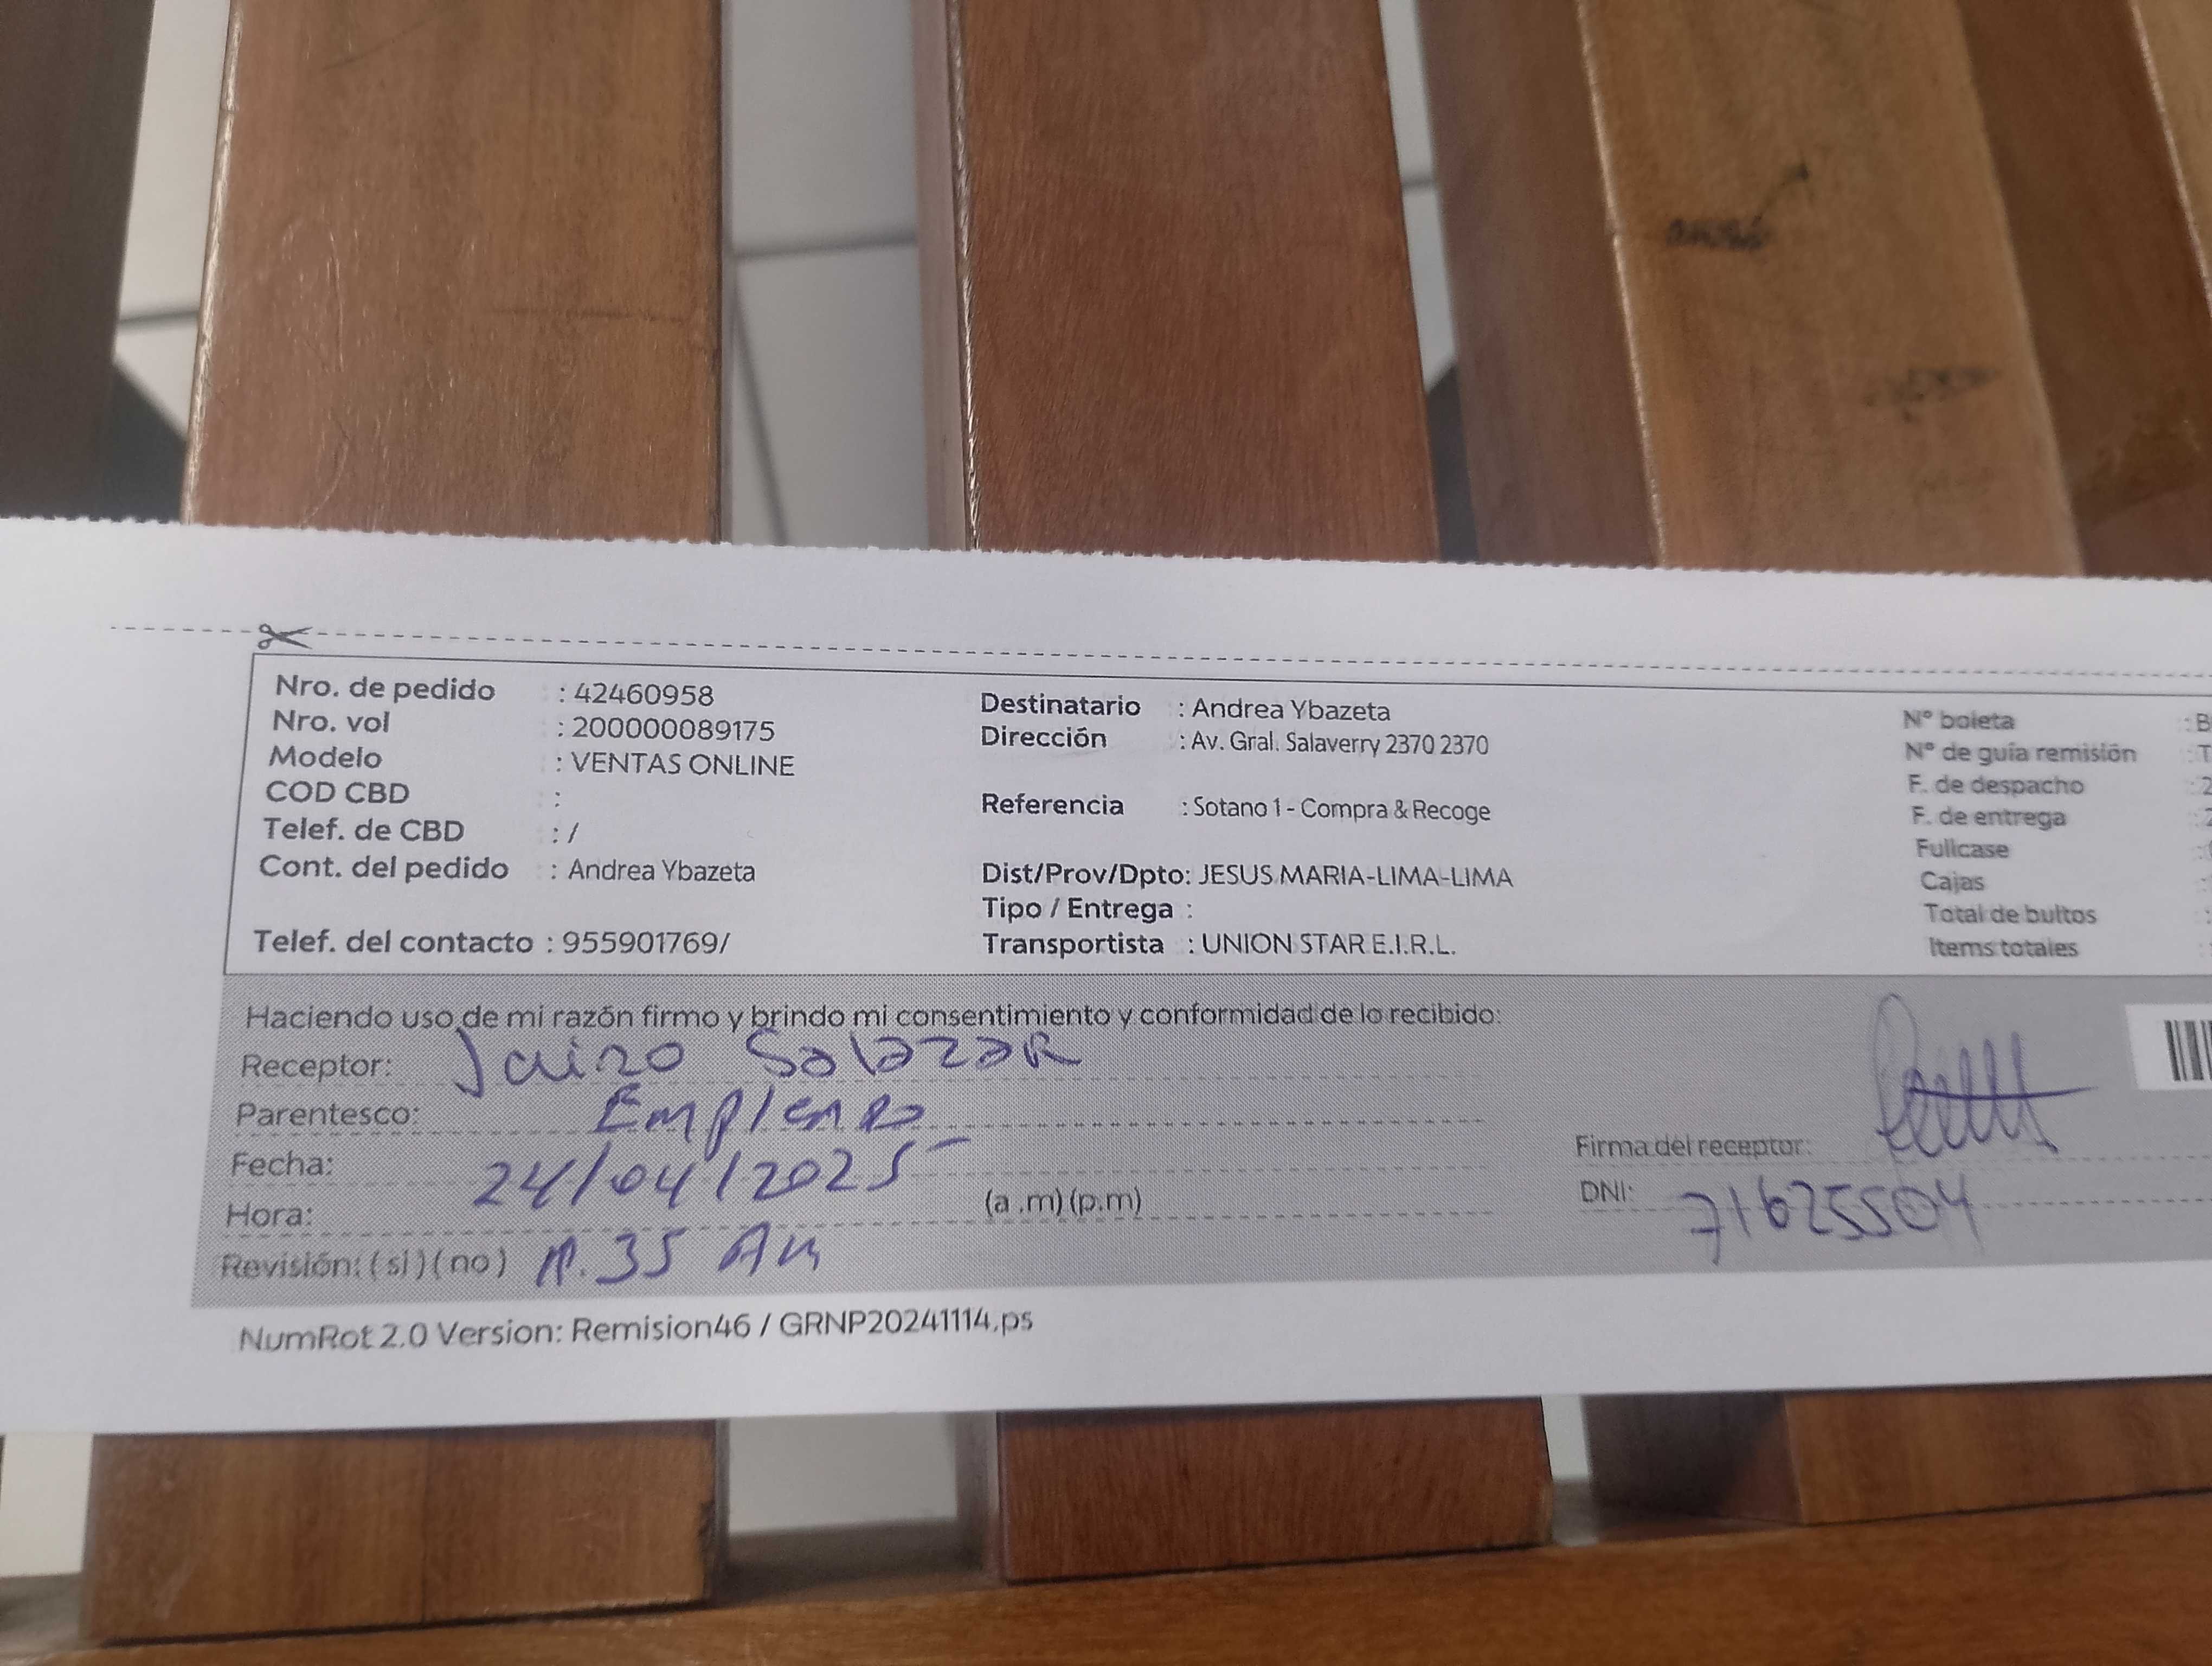 Nro. de pedido : 42460958
Nro. vol : 200000089175
Modelo : VENTAS ONLINE
COD CBD :
Telef. de CBD : /
Cont. del pedido : Andrea Ybazeta
Telef. del contacto : 955901769/
Destinatario : Andrea Ybazeta
Dirección : Av. Gral. Salaverry 2370 2370
Referencia : Sotano 1 - Compra & Recoge
Dist/Prov/Dpto: JESUS MARIA-LIMA-LIMA
Tipo / Entrega :
Transportista : UNION STAR E.I.R.L.
N° boleta : B
N° de guía remisión : T
F. de despacho : 2
F. de entrega : 2
Fullcase :
Cajas :
Total de bultos :
Items totales :
Haciendo uso de mi razón firmo y brindo mi consentimiento y conformidad de lo recibido:
Receptor: Jairo Salazar
Parentesco:
Fecha: 24/04/2025
Hora: (a .m) (p.m)
Revisión: ( si ) ( no ) 11.35 AM
Firma del receptor:
DNI: 71625504
NumRot 2.0 Version: Remision46 / GRNP20241114.ps